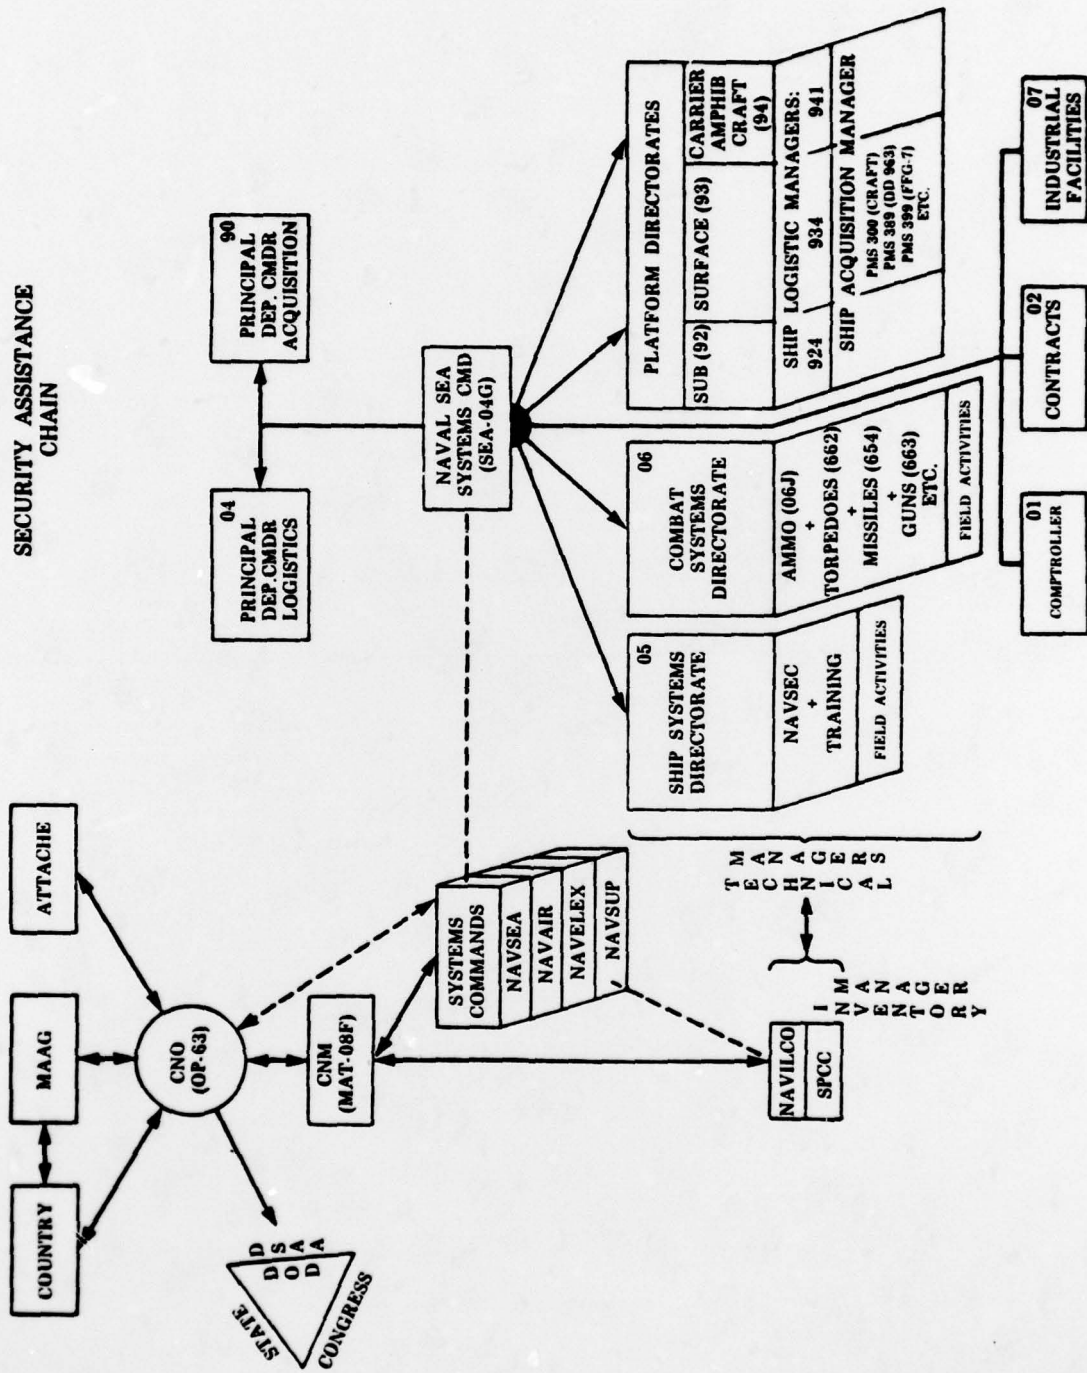 SECURITY ASSISTANCE
CHAIN
COUNTRY
MAAG
ATTACHE
CNO
(OP-63)
STATE
DOD
DSAA
CONGRESS
CNM
(MAT-08F)
04
PRINCIPAL
DEP.CMDR
LOGISTICS
90
PRINCIPAL
DEP. CMDR
ACQUISITION
SYSTEMS
COMMANDS
NAVSEA
NAVAIR
NAVELEX
NAVSUP
NAVAL SEA
SYSTEMS CMD
(SEA-04G)
NAVILCO
SPCC
INVENTORY
MANAGER
TECHNICAL
MANAGERS
05
SHIP SYSTEMS
DIRECTORATE
NAVSEC
+
TRAINING
FIELD ACTIVITIES
06
COMBAT
SYSTEMS
DIRECTORATE
AMMO (06J)
+
TORPEDOES (662)
+
MISSILES (654)
+
GUNS (663)
ETC.
FIELD ACTIVITIES
PLATFORM DIRECTORATES
SUB (92)
SURFACE (93)
CARRIER
AMPHIB
CRAFT
(94)
SHIP LOGISTIC MANAGERS:
924 934 941
SHIP ACQUISITION MANAGER
PMS 300 (CRAFT)
PMS 389 (DD 963)
PMS 399 (FFG-7)
ETC.
01
COMPTROLLER
02
CONTRACTS
07
INDUSTRIAL
FACILITIES